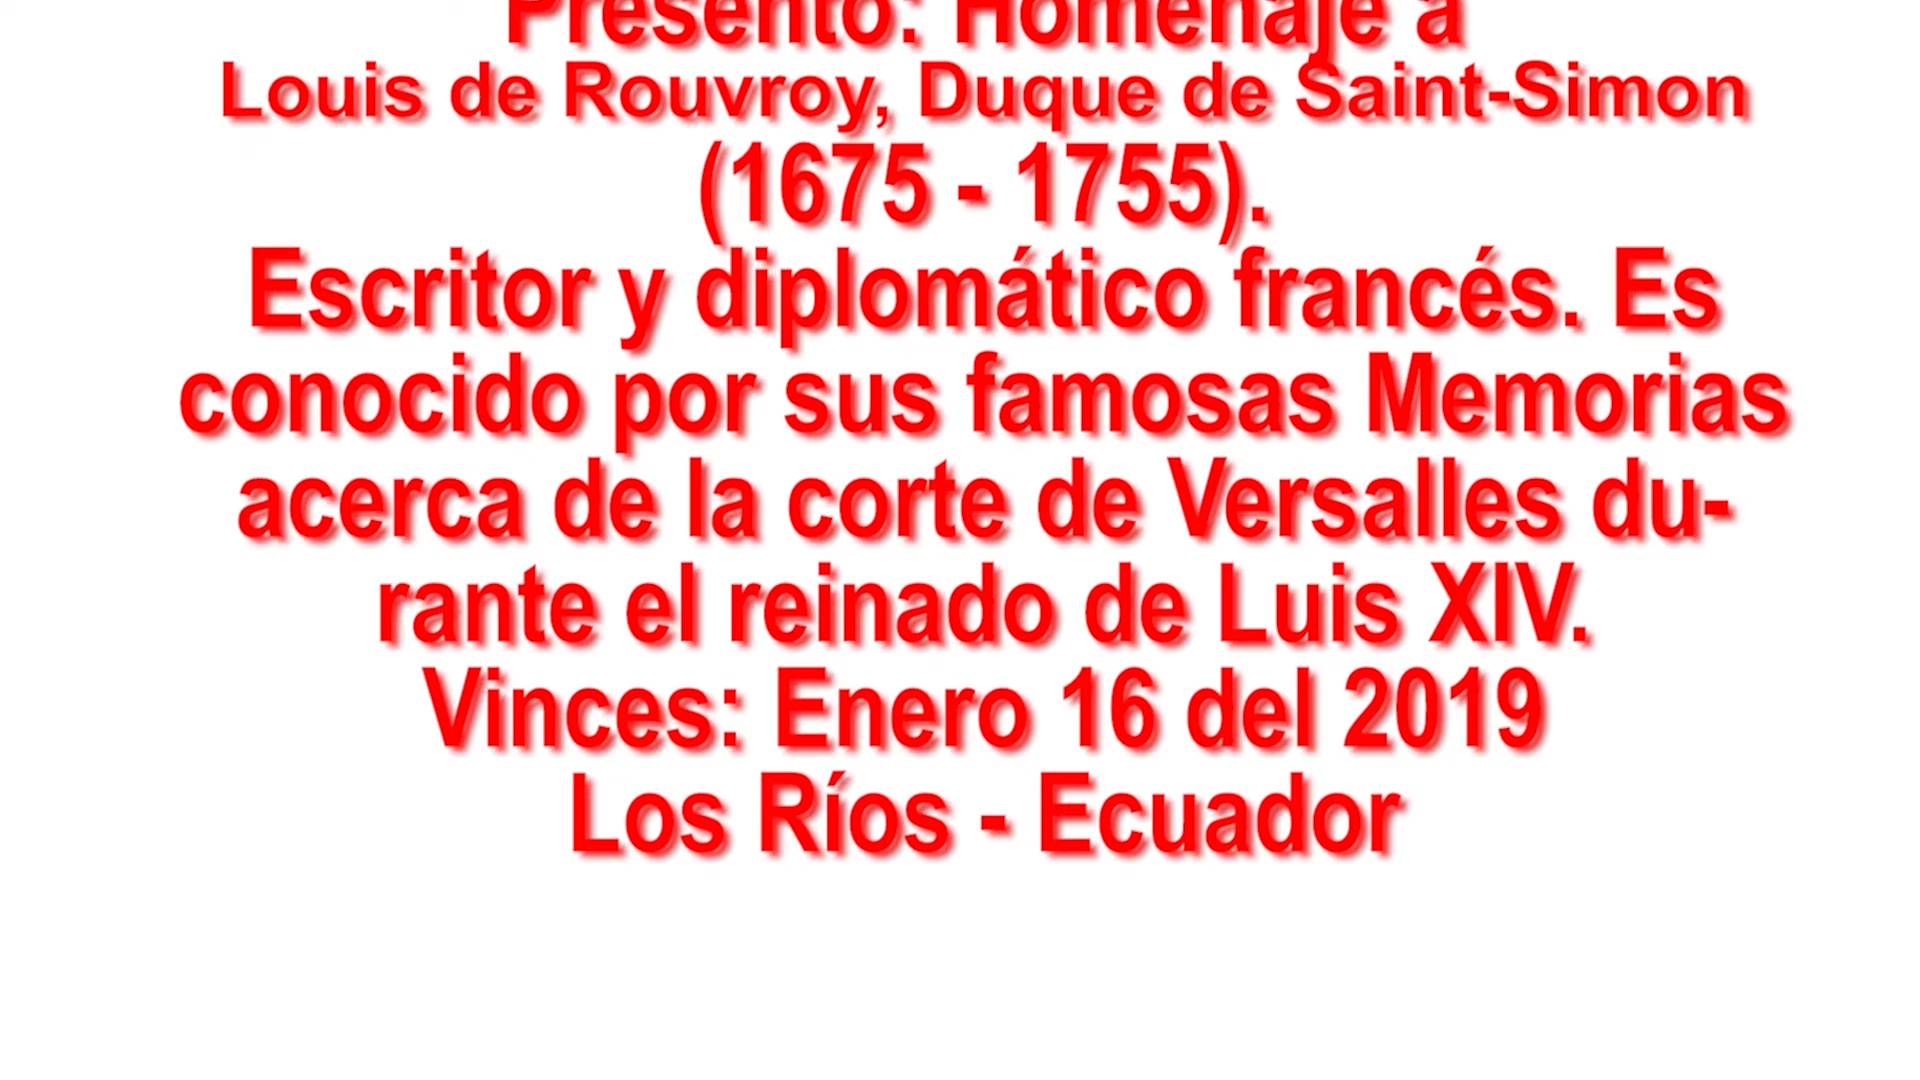 Presento: Homenaje a
Louis de Rouvroy, Duque de Saint-Simon
(1675 - 1755).
Escritor y diplomático francés. Es
conocido por sus famosas Memorias
acerca de la corte de Versalles du-
rante el reinado de Luis XIV.
Vinces: Enero 16 del 2019
Los Ríos - Ecuador